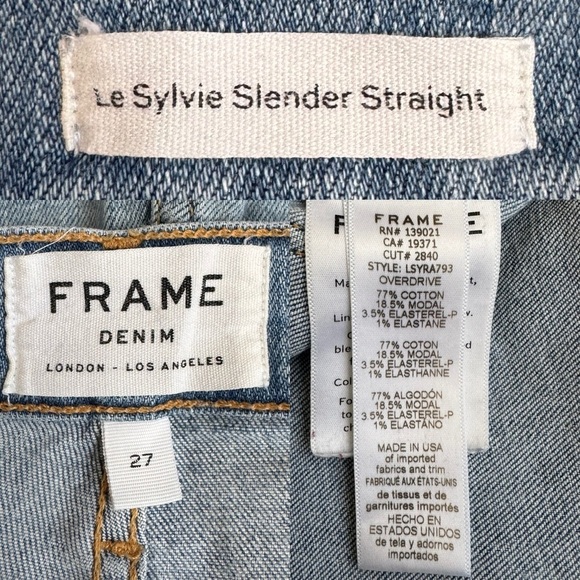 Le Sylvie Slender Straight
FRAME
DENIM
LONDON - LOS ANGELES
27
FRAME
RN# 139021
CA# 19371
CUT# 2840
STYLE: LSYRA793
OVERDRIVE
77% COTTON
18.5% MODAL
3.5% ELASTEREL-P
1% ELASTANE
77% COTON
18.5% MODAL
3.5% ELASTEREL-P
1% ELASTHANNE
77% ALGODÓN
18.5% MODAL
3.5% ELASTEREL-P
1% ELASTANO
MADE IN USA
of imported
fabrics and trim
FABRIQUÉ AUX ÉTATS-UNIS
de tissus et de
garnitures importés
HECHO EN
ESTADOS UNIDOS
de tela y adornos
importados